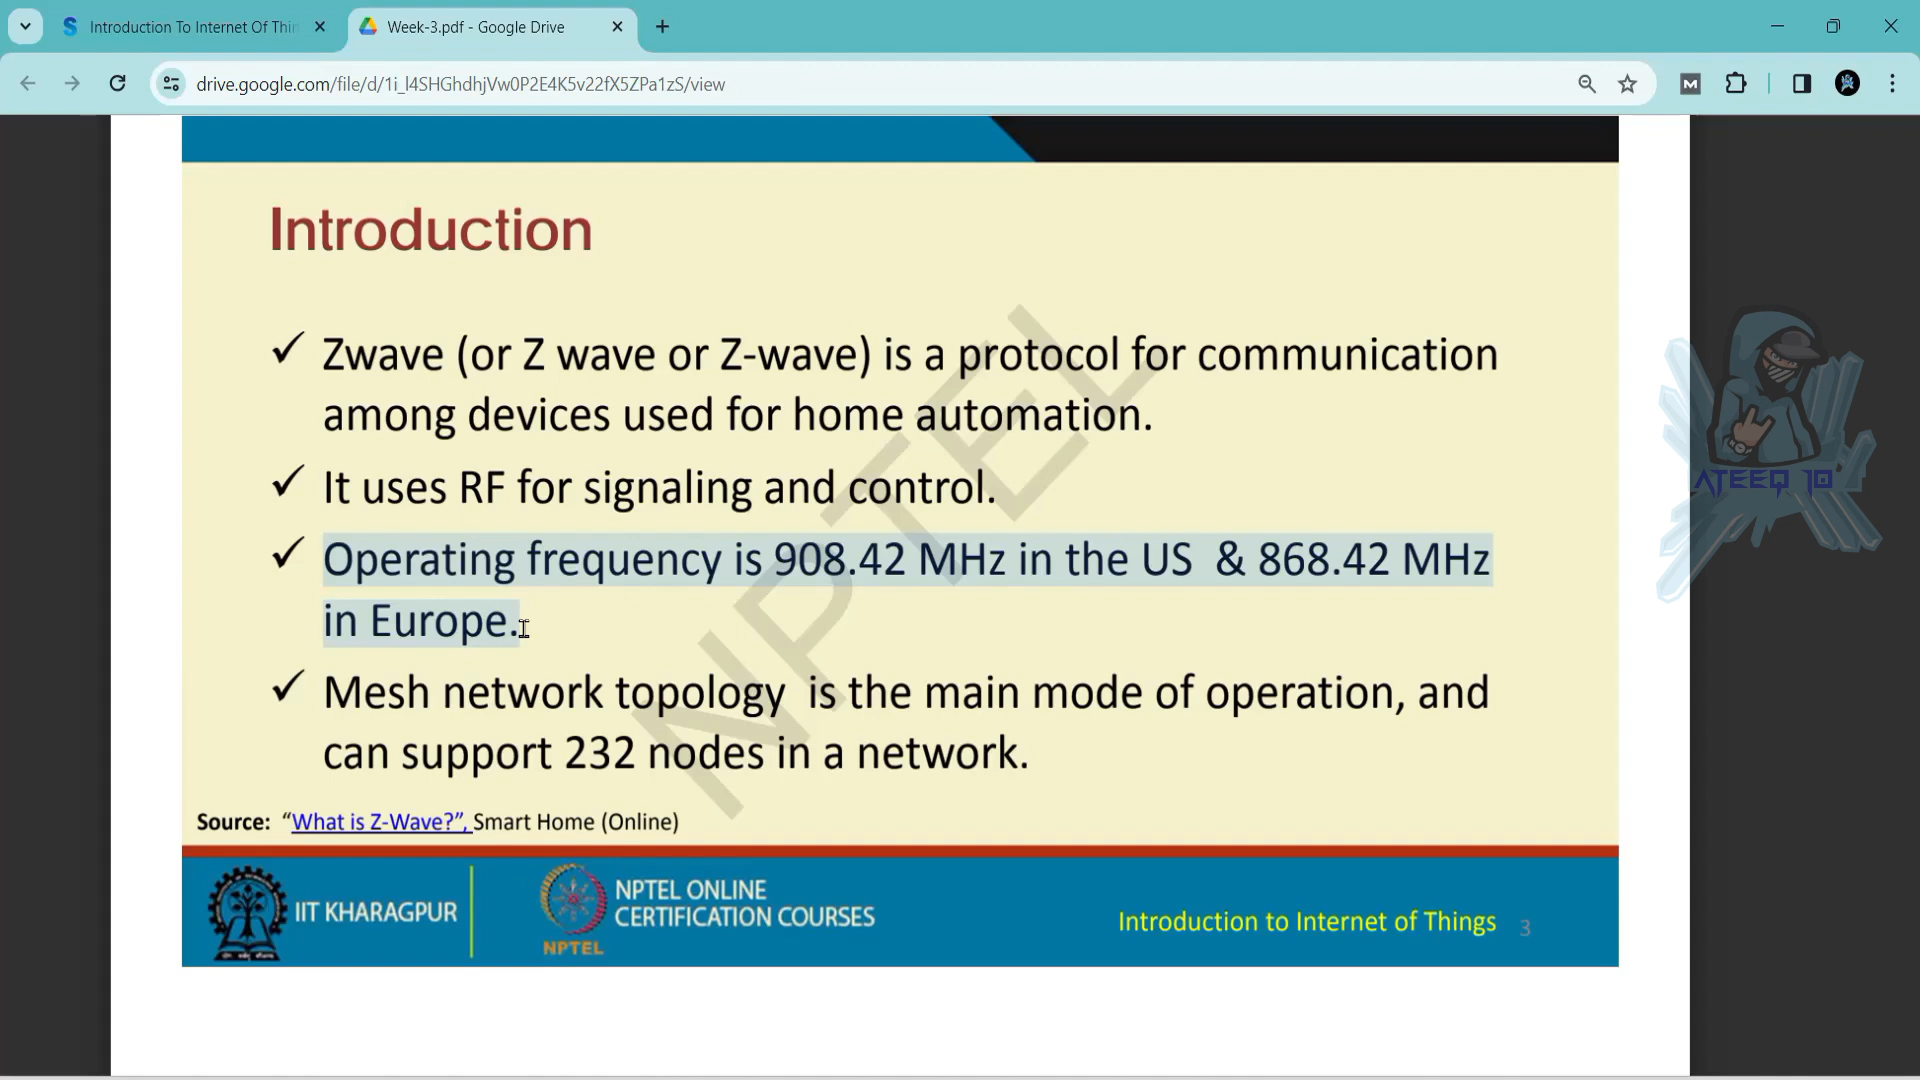 Introduction To Internet Of Thin
Week-3.pdf - Google Drive
drive.google.com/file/d/1i_l4SHGhdhjVw0P2E4K5v22fX5ZPa1zS/view
M
Introduction
✓ Zwave (or Z wave or Z-wave) is a protocol for communication
among devices used for home automation.
✓ It uses RF for signaling and control.
✓ Operating frequency is 908.42 MHz in the US & 868.42 MHz
in Europe.
✓ Mesh network topology is the main mode of operation, and
can support 232 nodes in a network.
NPTEL
ATEEQ 10
Source: “What is Z-Wave?”, Smart Home (Online)
IIT KHARAGPUR
NPTEL
NPTEL ONLINE
CERTIFICATION COURSES
Introduction to Internet of Things 3